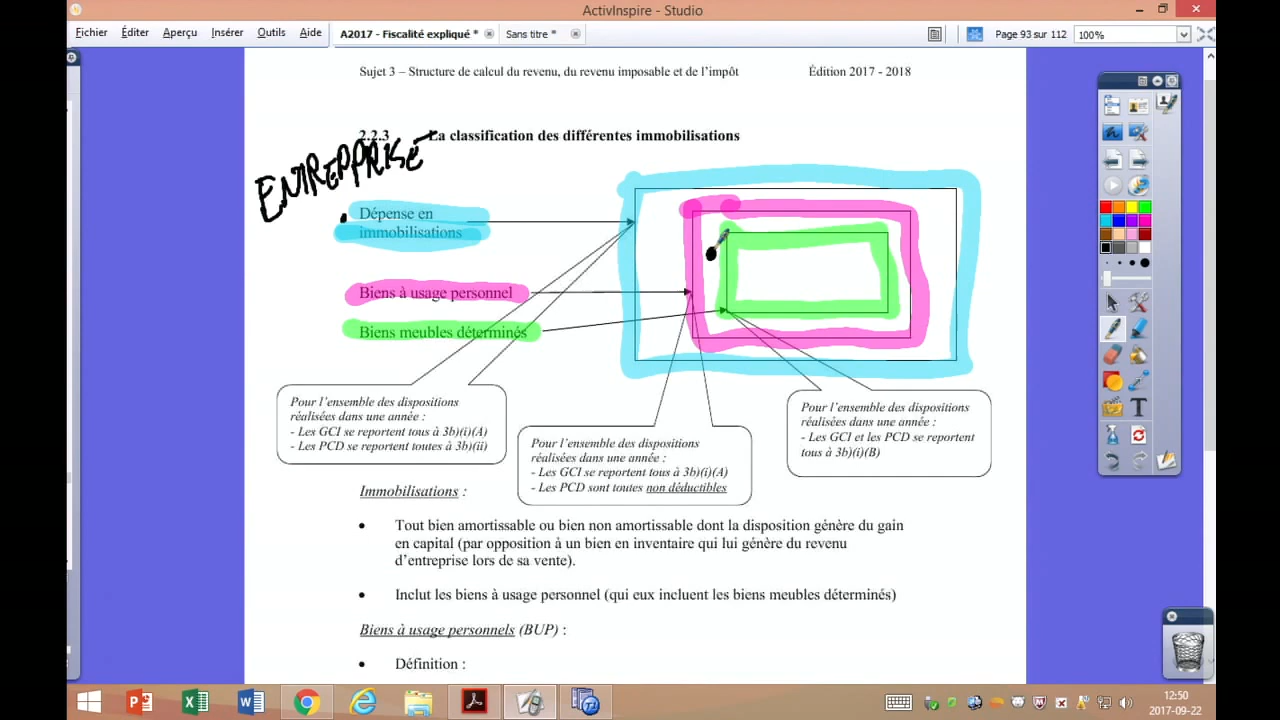 ActivInspire - Studio
Fichier Éditer Aperçu Insérer Outils Aide
A2017 - Fiscalité expliqué * Sans titre *
Page 93 sur 112 100%
Sujet 3 – Structure de calcul du revenu, du revenu imposable et de l'impôt Édition 2017 - 2018
2.2.3 La classification des différentes immobilisations
ENTREPRISE
Dépense en
immobilisations
Biens à usage personnel
Biens meubles déterminés
Pour l'ensemble des dispositions
réalisées dans une année :
- Les GCI se reportent tous à 3b)(i)(A)
- Les PCD se reportent toutes à 3b)(ii)
Pour l'ensemble des dispositions
réalisées dans une année :
- Les GCI se reportent tous à 3b)(i)(A)
- Les PCD sont toutes non déductibles
Pour l'ensemble des dispositions
réalisées dans une année :
- Les GCI et les PCD se reportent
tous à 3b)(i)(B)
Immobilisations :
• Tout bien amortissable ou bien non amortissable dont la disposition génère du gain
en capital (par opposition à un bien en inventaire qui lui génère du revenu
d'entreprise lors de sa vente).
• Inclut les biens à usage personnel (qui eux incluent les biens meubles déterminés)
Biens à usage personnels (BUP) :
• Définition :
12:50
2017-09-22